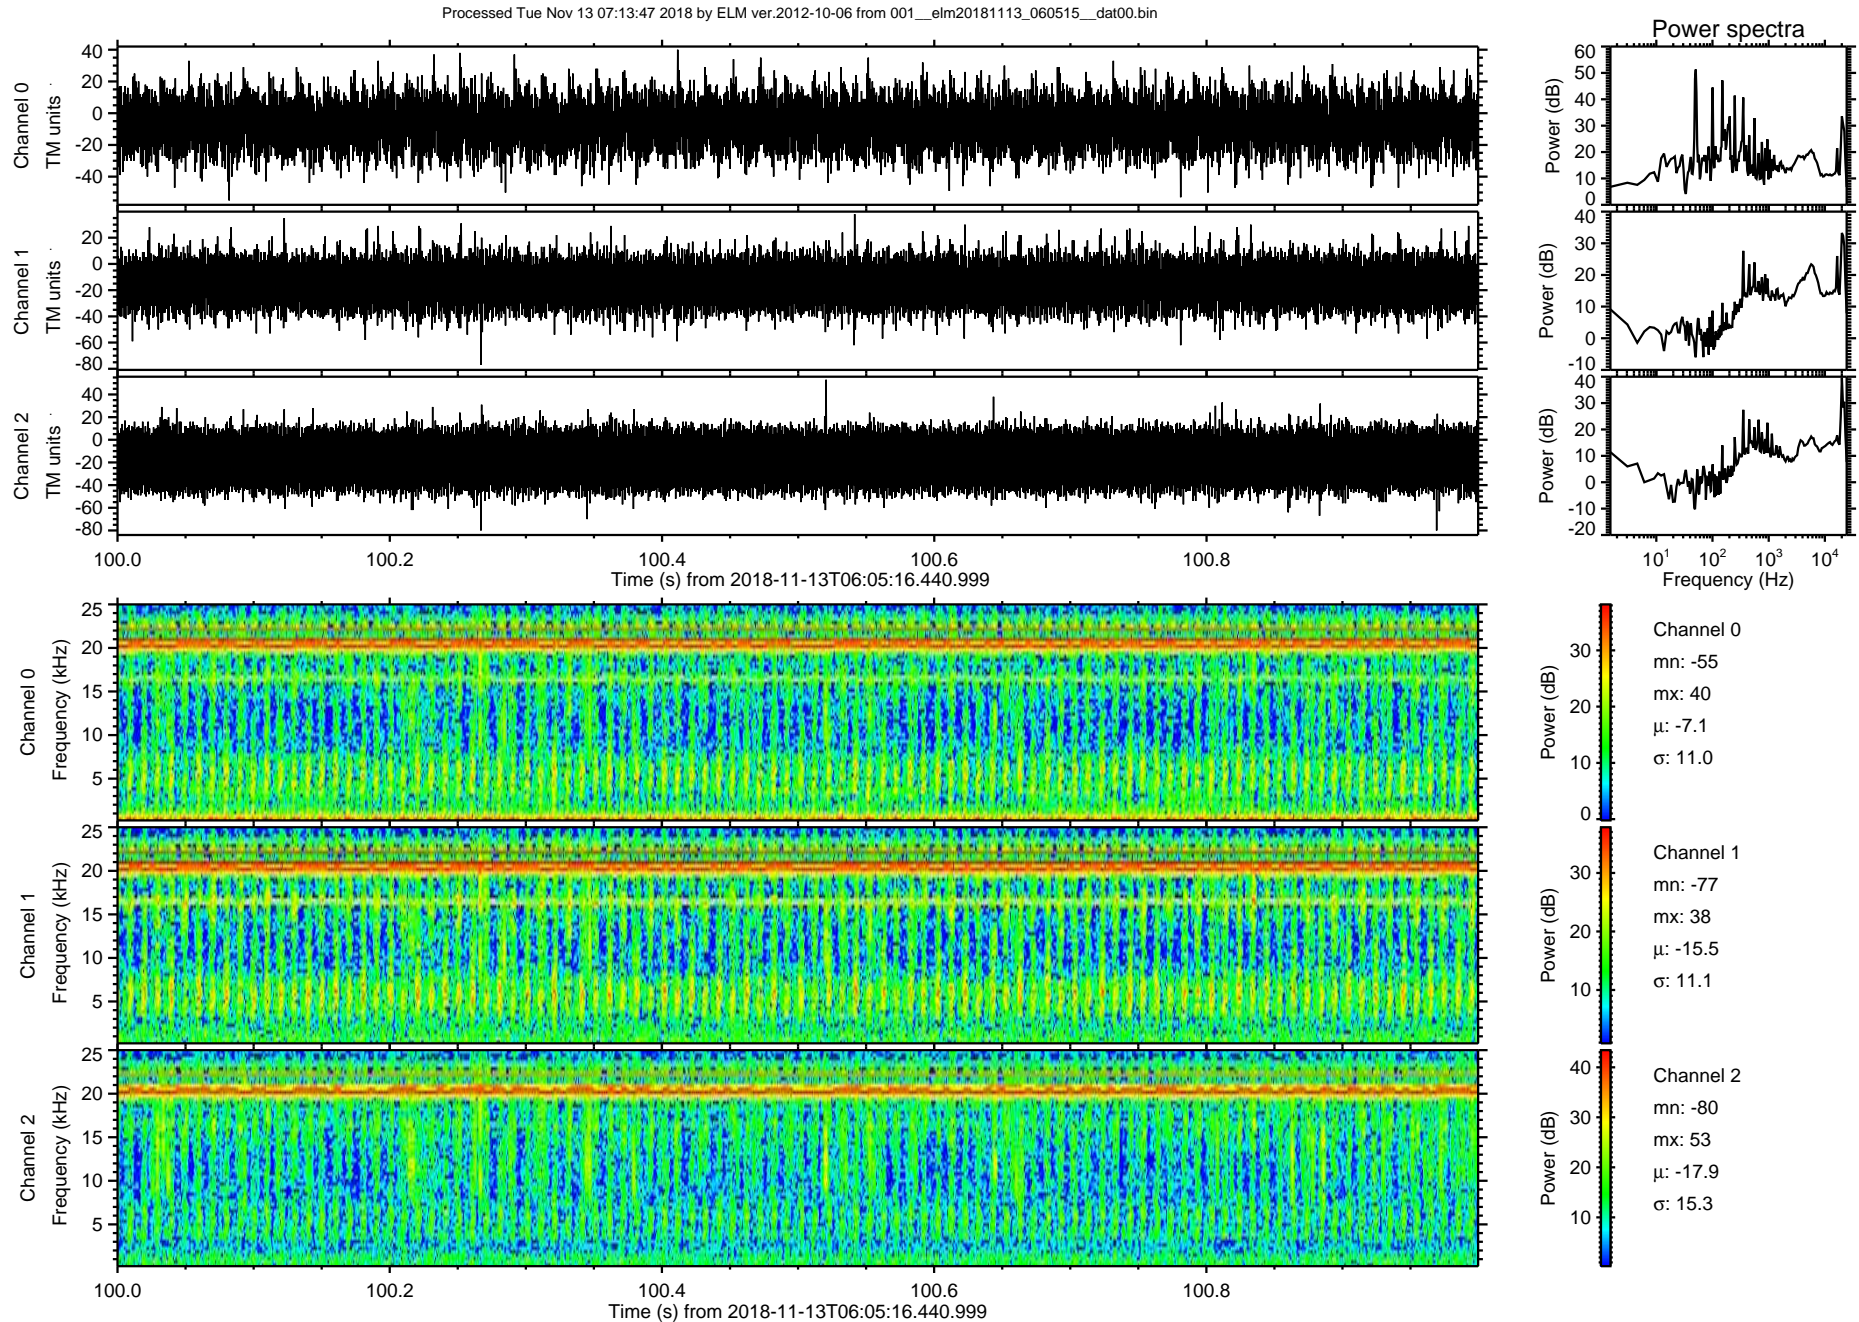 Processed Tue Nov 13 07:13:47 2018 by ELM ver.2012-10-06 from 001__elm20181113_060515__dat00.bin
Power spectra
Channel 0
TM units
40
20
0
-20
-40
Power (dB)
60
50
40
30
20
10
0
Channel 1
TM units
20
0
-20
-40
-60
-80
Power (dB)
40
30
20
10
0
-10
Channel 2
TM units
40
20
0
-20
-40
-60
-80
Power (dB)
40
30
20
10
0
-10
-20
100.0 100.2 100.4 100.6 100.8
Time (s) from 2018-11-13T06:05:16.440.999
10^1 10^2 10^3 10^4
Frequency (Hz)
Channel 0
Frequency (kHz)
25
20
15
10
5
Power (dB)
30
20
10
0
Channel 0
mn: -55
mx: 40
μ: -7.1
σ: 11.0
Channel 1
Frequency (kHz)
25
20
15
10
5
Power (dB)
30
20
10
Channel 1
mn: -77
mx: 38
μ: -15.5
σ: 11.1
Channel 2
Frequency (kHz)
25
20
15
10
5
Power (dB)
40
30
20
10
Channel 2
mn: -80
mx: 53
μ: -17.9
σ: 15.3
100.0 100.2 100.4 100.6 100.8
Time (s) from 2018-11-13T06:05:16.440.999